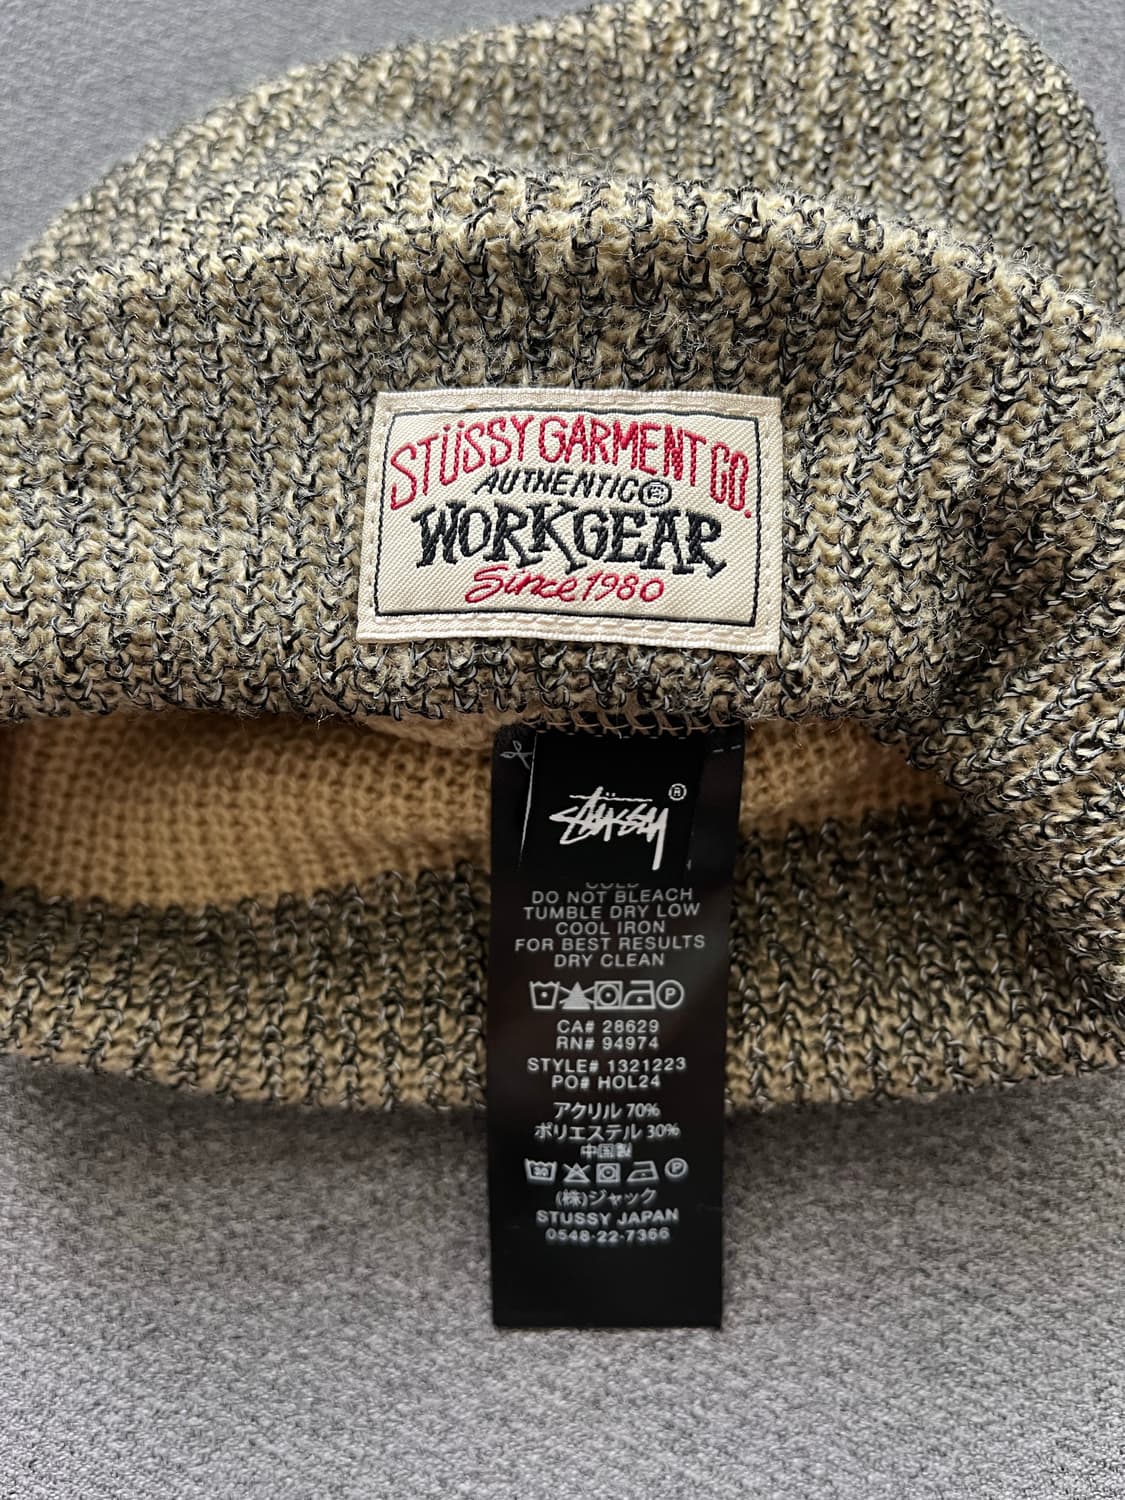 STÜSSY GARMENT CO.
AUTHENTIC®
WORKGEAR
Since 1980
Stüssy®
COLD
DO NOT BLEACH
TUMBLE DRY LOW
COOL IRON
FOR BEST RESULTS
DRY CLEAN
P
CA# 28629
RN# 94974
STYLE# 1321223
PO# HOL24
アクリル 70%
ポリエステル 30%
中国製
30 P
(株)ジャック
STUSSY JAPAN
0548-22-7366